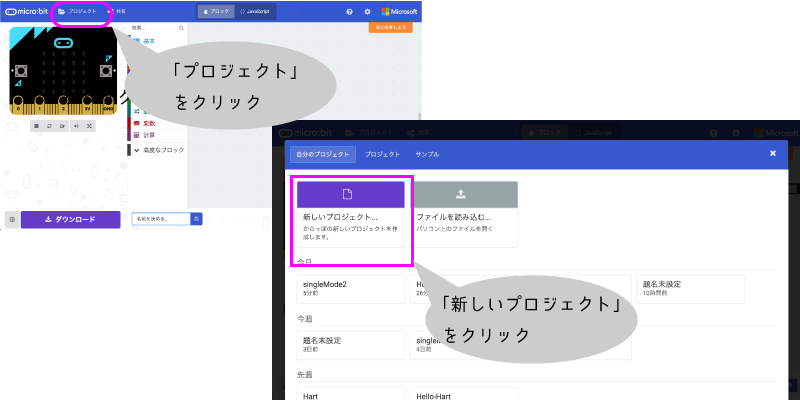 micro:bit
プロジェクト
共有
ブロック
{} JavaScript
Microsoft
はじめましょう
検索...
基本
「プロジェクト」
をクリック
0 1 2 3V GND
変数
計算
高度なブロック
ダウンロード
名前を決める...
micro:bit
プロジェクト
共有
ブロック
{} JavaScript
Microsoft
自分のプロジェクト
プロジェクト
サンプル
新しいプロジェクト...
からっぽの新しいプロジェクトを作
成します。
ファイルを読み込む...
パソコン上のファイルを開く
今日
singleMode2
5分前
題名未設定
10時間前
「新しいプロジェクト」
をクリック
今週
題名未設定
3日前
4日前
先週
Hart
Hello-Hart